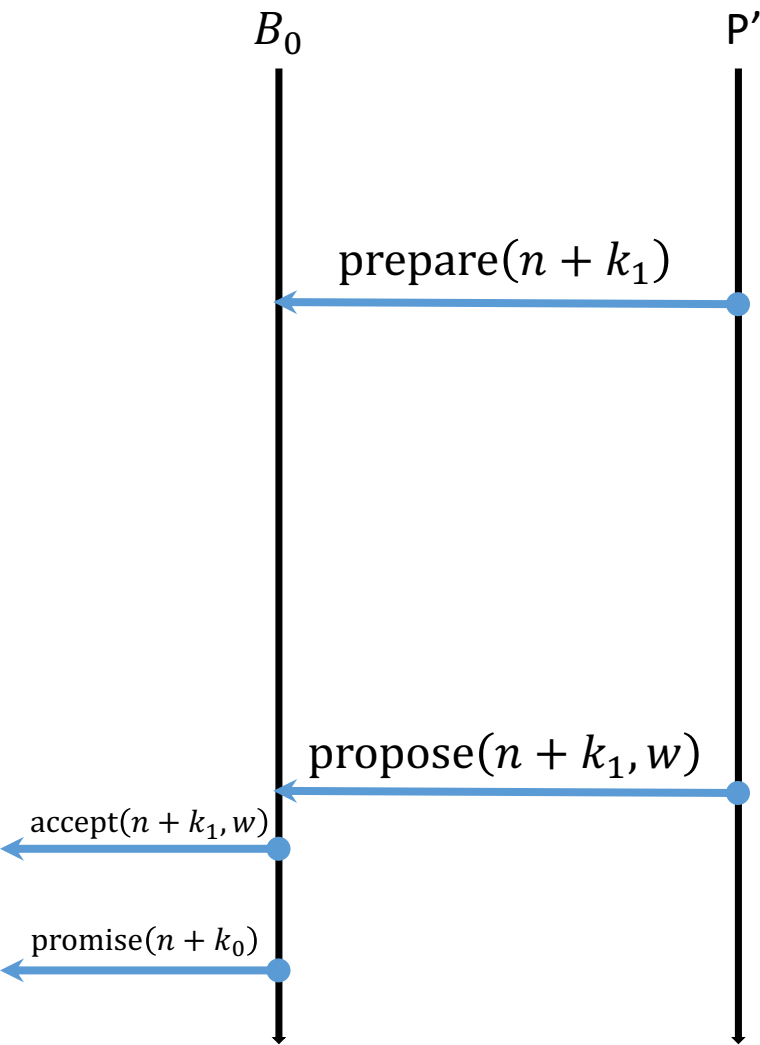 B₀ P’
prepare(n + k₁)
propose(n + k₁, w)
accept(n + k₁, w)
promise(n + k₀)